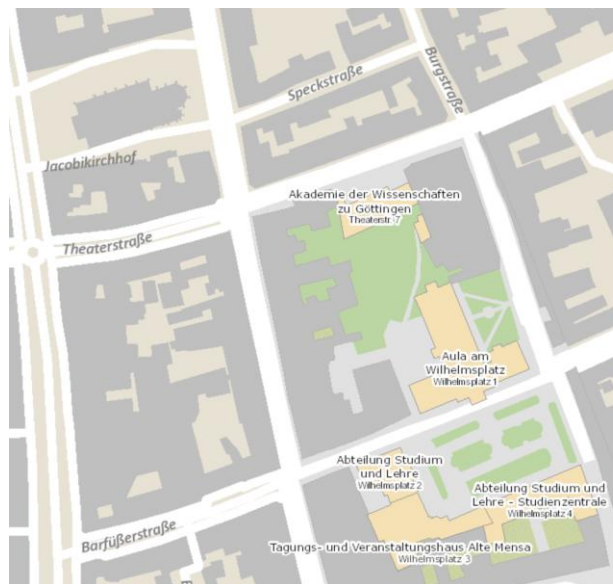 Burgstraße
Speckstraße
Jacobikirchhof
Akademie der Wissenschaften
zu Göttingen
Theaterstr. 7
Theaterstraße
Aula am
Wilhelmsplatz
Wilhelmsplatz 1
Abteilung Studium
und Lehre
Wilhelmsplatz 2
Abteilung Studium und
Lehre - Studienzentrale
Wilhelmsplatz 4
Barfüßerstraße
Tagungs- und Veranstaltungshaus Alte Mensa
Wilhelmsplatz 3